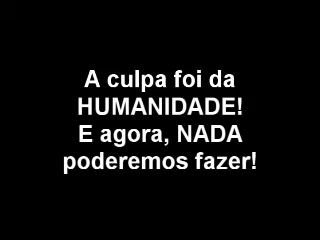 A culpa foi da
HUMANIDADE!
E agora, NADA
poderemos fazer!